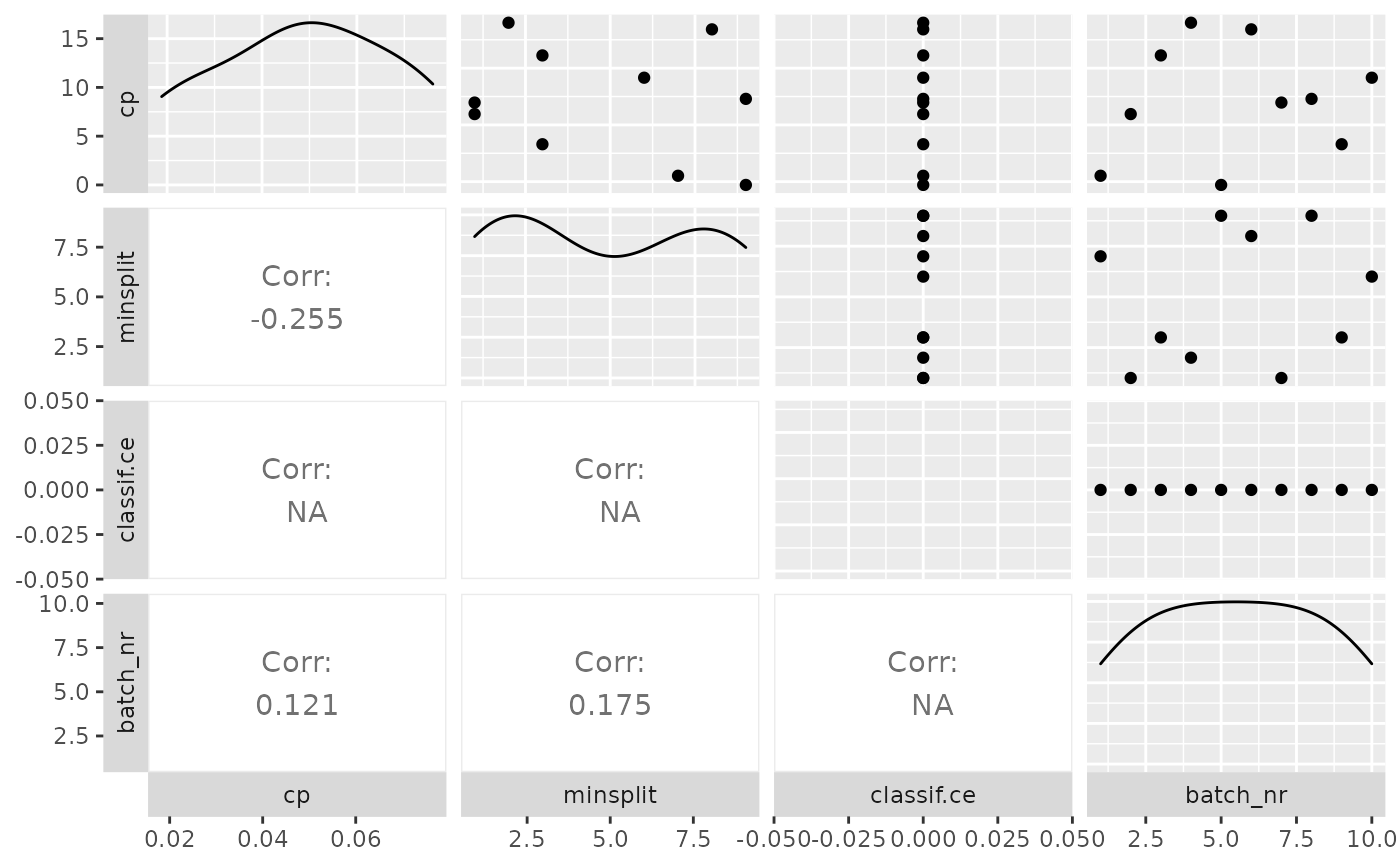 15
10
5
0
cp
7.5
5.0
2.5
minsplit
Corr:
-0.255
0.050
0.025
0.000
-0.025
-0.050
classif.ce
Corr:
NA
Corr:
NA
10.0
7.5
5.0
2.5
batch_nr
Corr:
0.121
Corr:
0.175
Corr:
NA
cp minsplit classif.ce batch_nr
0.02 0.04 0.06 2.5 5.0 7.5 -0.050 -0.025 0.000 0.025 0.050 2.5 5.0 7.5 10.0